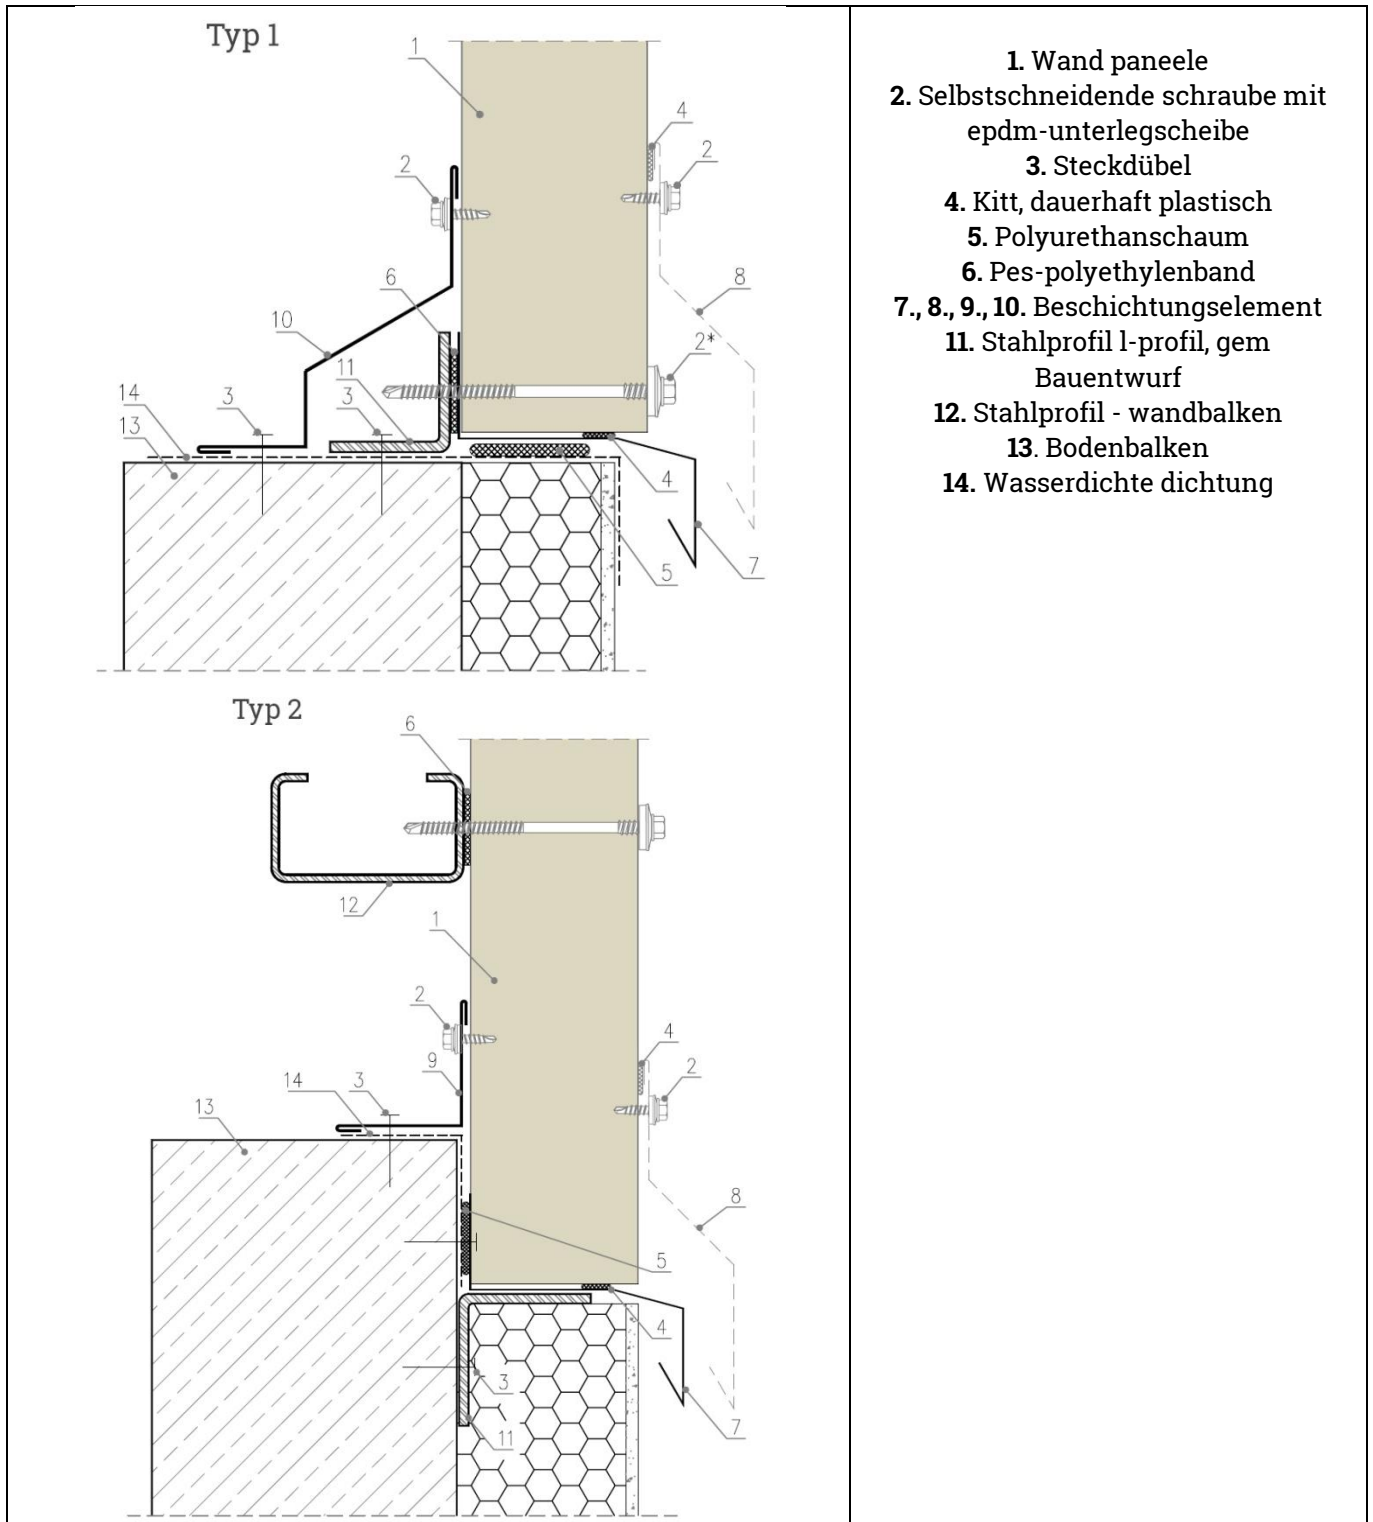 Typ 1
1
4
2
2
6
8
10
2*
11
14
3
3
13
4
5
7
Typ 2
6
12
1
2
4
9
2
14
3
13
8
5
4
3
7
11
1. Wand paneele
2. Selbstschneidende schraube mit
epdm-unterlegscheibe
3. Steckdübel
4. Kitt, dauerhaft plastisch
5. Polyurethanschaum
6. Pes-polyethylenband
7., 8., 9., 10. Beschichtungselement
11. Stahlprofil l-profil, gem
Bauentwurf
12. Stahlprofil - wandbalken
13. Bodenbalken
14. Wasserdichte dichtung